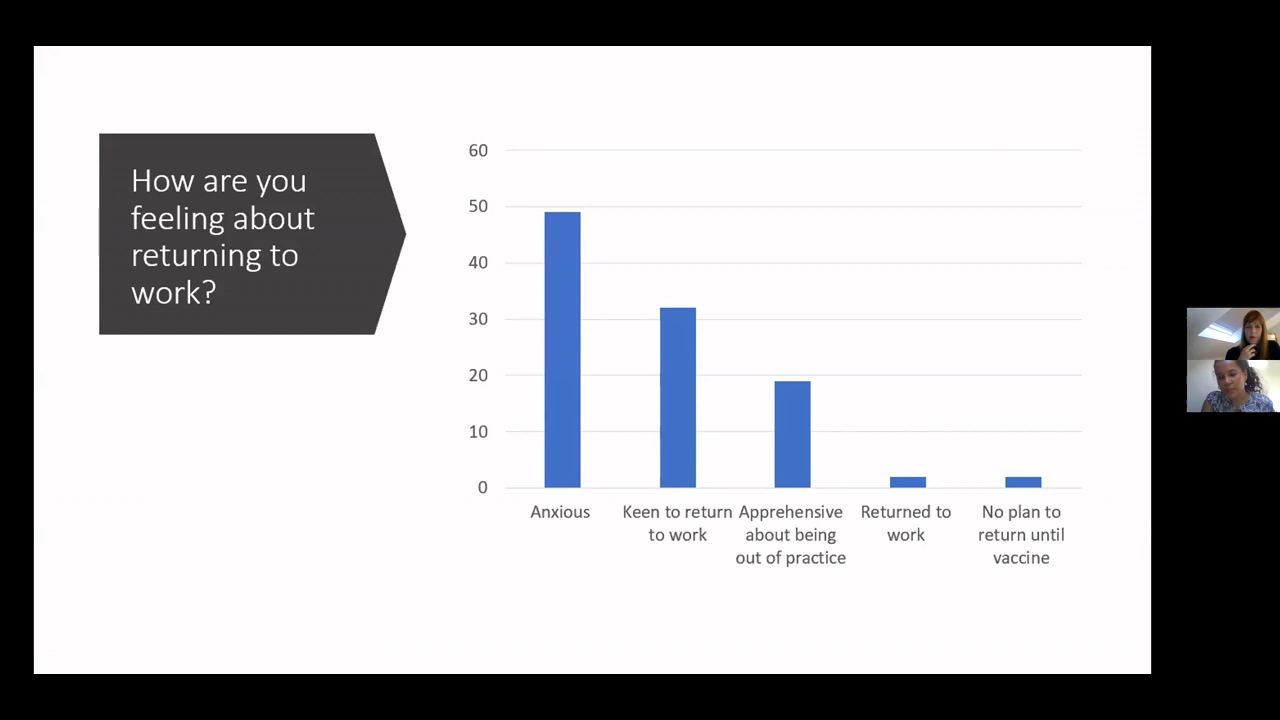 How are you
feeling about
returning to
work?
60
50
40
30
20
10
0
Anxious
Keen to return
to work
Apprehensive
about being
out of practice
Returned to
work
No plan to
return until
vaccine